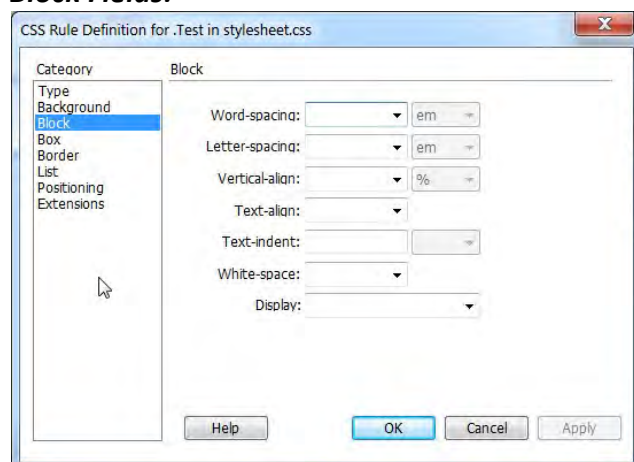 Block Fields:
CSS Rule Definition for .Test in stylesheet.css
Category
Type
Background
Block
Box
Border
List
Positioning
Extensions
Block
Word-spacing: em
Letter-spacing: em
Vertical-align: %
Text-align:
Text-indent:
White-space:
Display:
Help OK Cancel Apply